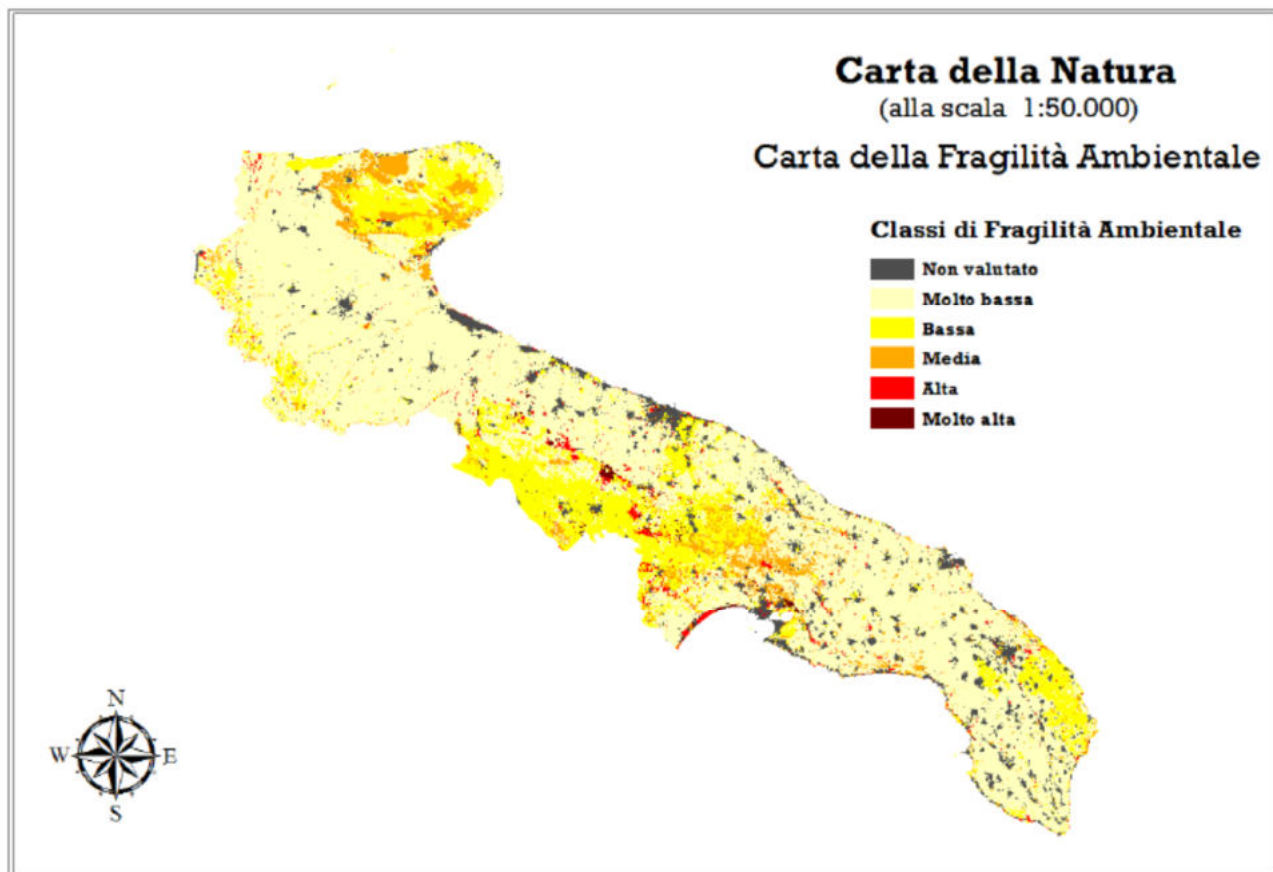 Carta della Natura
(alla scala 1:50.000)
Carta della Fragilità Ambientale
Classi di Fragilità Ambientale
Non valutato
Molto bassa
Bassa
Media
Alta
Molto alta
N
W E
S